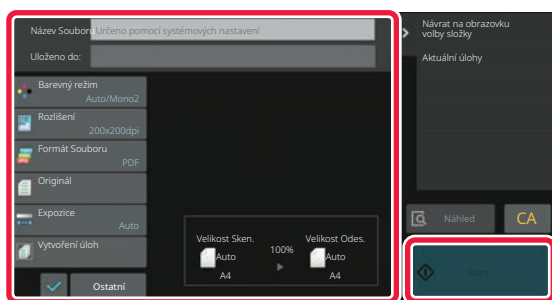 Název Souboru
Určeno pomocí systémových nastavení
Uloženo do:
Barevný režim
Auto/Mono2
Rozlišení
200x200dpi
Formát Souboru
PDF
Originál
Expozice
Auto
Vytvoření úloh
Ostatní
Velikost Sken.
Auto
A4
100%
Velikost Odes.
Auto
A4
Návrat na obrazovku
volby složky
Aktuální úlohy
Náhled
CA
Start